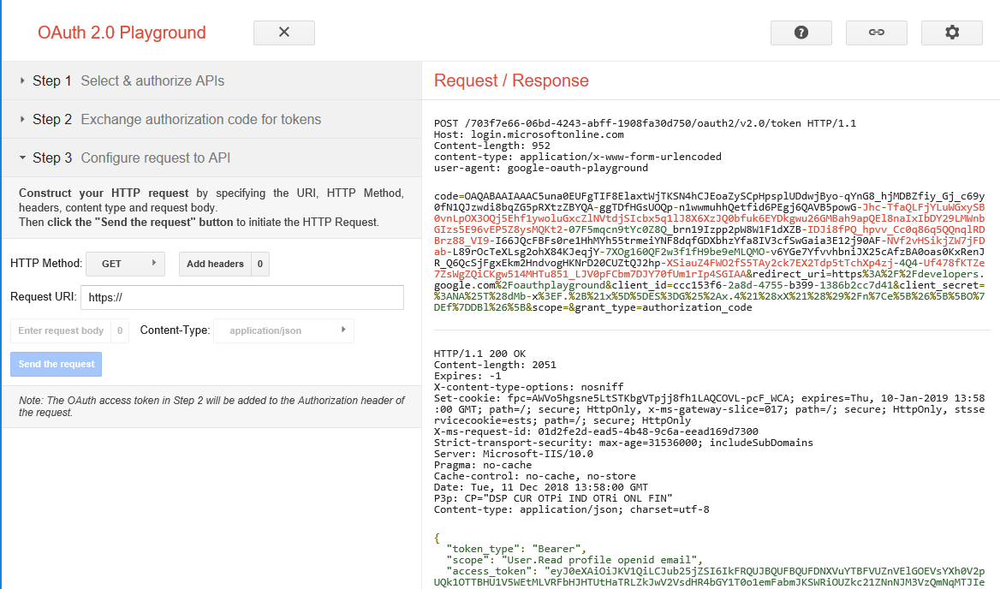 OAuth 2.0 Playground
Step 1 Select & authorize APIs
Step 2 Exchange authorization code for tokens
Step 3 Configure request to API
Construct your HTTP request by specifying the URI, HTTP Method,
headers, content type and request body.
Then click the "Send the request" button to initiate the HTTP Request.
HTTP Method: GET Add headers 0
Request URI: https://
Enter request body 0 Content-Type: application/json
Send the request
Note: The OAuth access token in Step 2 will be added to the Authorization header of
the request.
Request / Response
POST /703f7e66-06bd-4243-abff-1908fa30d750/oauth2/v2.0/token HTTP/1.1
Host: login.microsoftonline.com
Content-length: 952
content-type: application/x-www-form-urlencoded
user-agent: google-oauth-playground
code=OAQABAAIAAAC5una0EUFgTIF8ElaxtWjTKSN4hCJEoaZySCpHpsplUDdwjByo-qYnG8_hjMDBZfiy_Gj_c69y
0fN1QJzwdi8bqZG5pRXtzZBYQA-ggTDfHGsUOQp-n1wwmuhhQetfid6PEgj6QAVB5powG-Jhc-TfaQLFjYLuWGxySB
0vnLpOX3OQj5Ehf1ywoluGxcZlNVtdjSIcbx5q1lJ8X6XzJQ0bfuk6EYDkgwu26GMBah9apQEl8naIxIbDY29LMWnb
GIzs5E96vEP5Z8ysMQKt2-07F5mqcn9tYc0Z8Q_brn19Izpp2pW8W1F1dXZB-IDJi8fPQ_hpvv_Cc0q86q5QQnqlRD
Brz88_VI9-I66JQcFBFs0re1HhMYh55trmeiYNF8dqfGDXbhzYfa8IV3cfSwGaia3E12j90AF-NVf2vHSikjZW7jFD
ab-L89rOcTeXLsg2ohX84KJeqjY-7XOg160QF2w3f1fH9be9eMLQMO-v6YGe7YfvvhbniJX25cAfzBA0oas0KxRenJ
R_Q6QcSjFgxEkm2HndvogHKNrD20CUZtQJ2hp-XSiauZ4FWO2fS5TAy2ck7EX2Tdp5tTchXp4zj-4Q4-Uf478fKTZe
7ZsWgZQiCKgw514MHTu851_LJV0pFCbm7DJY70fUm1rIp4SGIAA&redirect_uri=https%3A%2F%2Fdevelopers.
google.com%2Foauthplayground&client_id=ccc153f6-2a8d-4755-b399-1386b2cc7d41&client_secret=
%3ANA%25T%28dMb-x%3EF.%2B%21x%5D%5DES%3DG%25%2Ax.4%21%28xX%21%28%29%2Fn%7Ce%5B%26%5B%5BO%7
DEf%7DDBl%26%5B&scope=&grant_type=authorization_code
HTTP/1.1 200 OK
Content-length: 2051
Expires: -1
X-content-type-options: nosniff
Set-cookie: fpc=AWVo5hgsne5LtSTKbgVTpjj8fh1LAQCOVL-pcF_WCA; expires=Thu, 10-Jan-2019 13:58
:00 GMT; path=/; secure; HttpOnly, x-ms-gateway-slice=017; path=/; secure; HttpOnly, stsse
rvicecookie=ests; path=/; secure; HttpOnly
X-ms-request-id: 01d2fe2d-ead5-4b48-9c6a-eead169d7300
Strict-transport-security: max-age=31536000; includeSubDomains
Server: Microsoft-IIS/10.0
Pragma: no-cache
Cache-control: no-cache, no-store
Date: Tue, 11 Dec 2018 13:58:00 GMT
P3p: CP="DSP CUR OTPi IND OTRi ONL FIN"
Content-type: application/json; charset=utf-8
{
"token_type": "Bearer",
"scope": "User.Read profile openid email",
"access_token": "eyJ0eXAiOiJKV1QiLCJub25jZSI6IkFRQUJBQUFBQUFDNXVuYTBFVUZnVElGOEVsYXh0V2p
UQk1OTTBHU1V5WEtMLVRFbHJHTUtHaTRLZkJwV2VsdHR4bGY1T0o1emFabmJKSWRiOUZkc21ZNnNJM3VzQmNqMTJIe